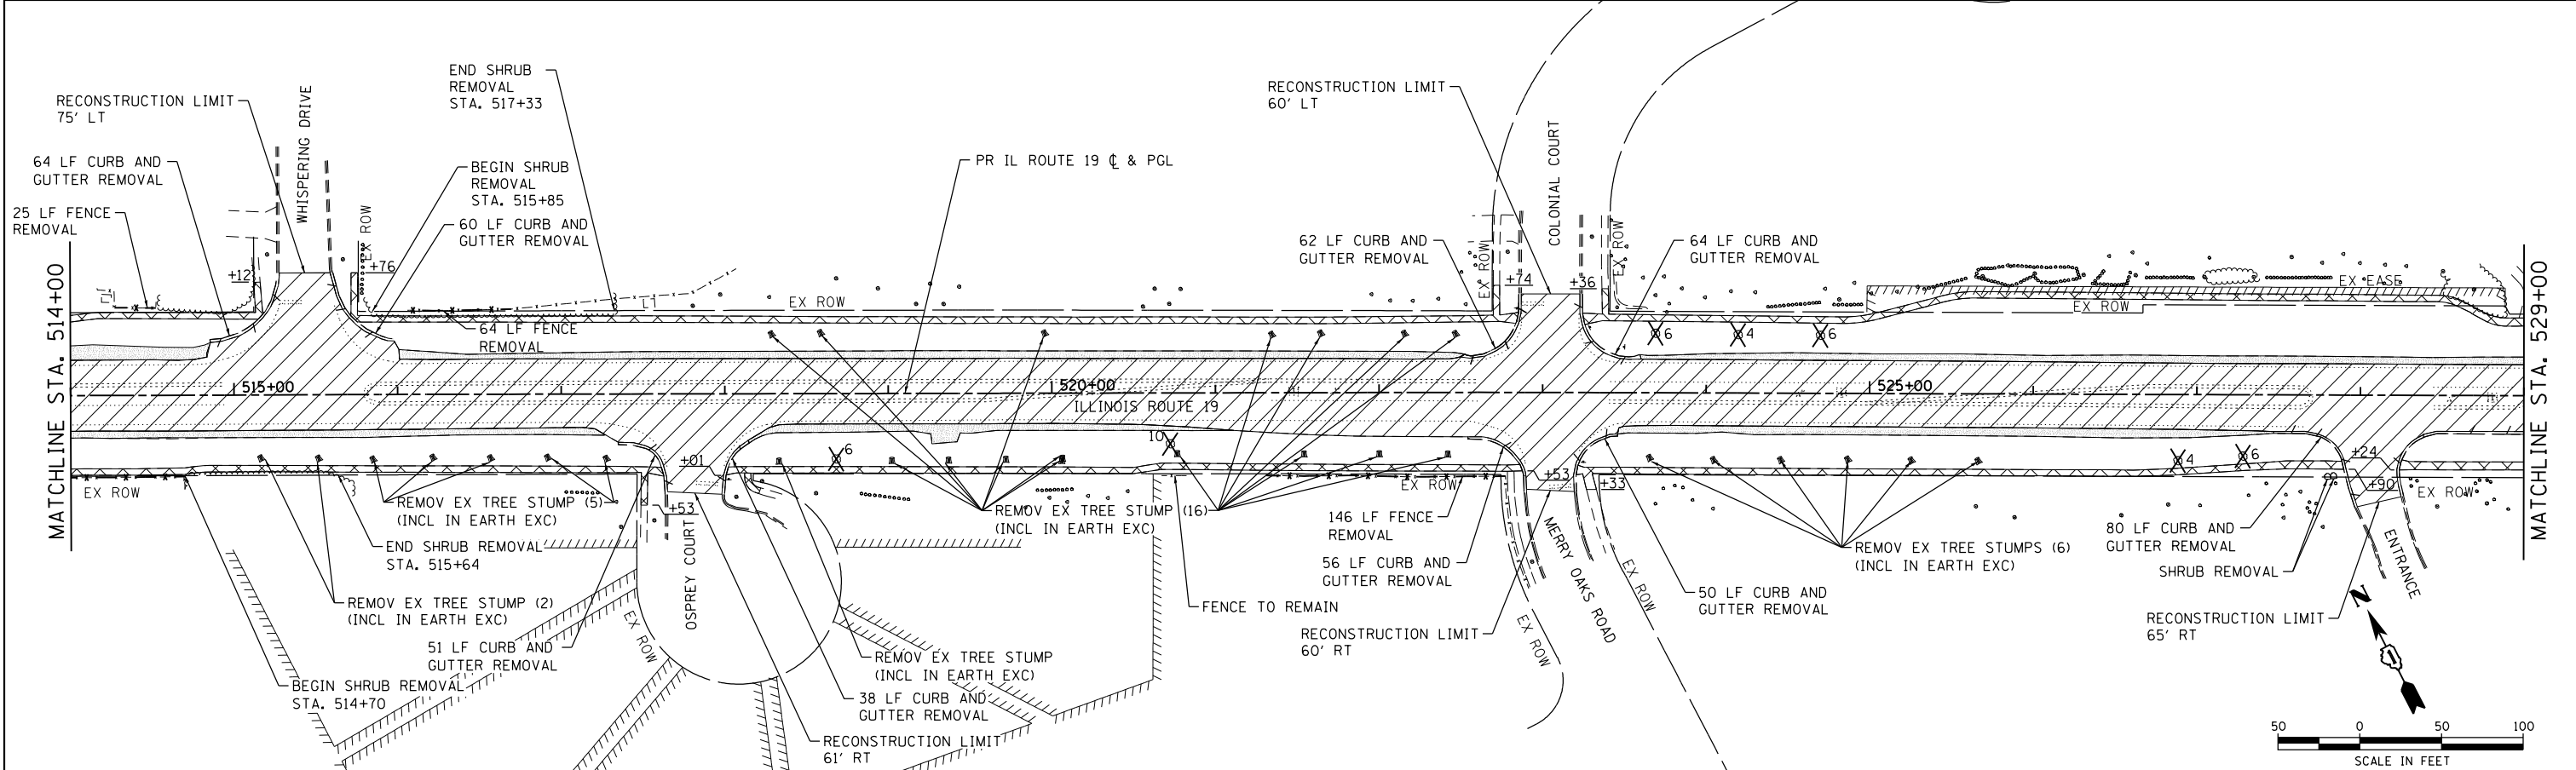 END SHRUB
REMOVAL
STA. 517+33
RECONSTRUCTION LIMIT
75' LT
WHISPERING DRIVE
RECONSTRUCTION LIMIT
60' LT
COLONIAL COURT
64 LF CURB AND
GUTTER REMOVAL
BEGIN SHRUB
REMOVAL
STA. 515+85
PR IL ROUTE 19 ℄ & PGL
25 LF FENCE
REMOVAL
EX ROW
60 LF CURB AND
GUTTER REMOVAL
62 LF CURB AND
GUTTER REMOVAL
EX ROW
EX ROW
64 LF CURB AND
GUTTER REMOVAL
+12
+76
+74
+36
EX EASE
EX ROW
EX ROW
64 LF FENCE
REMOVAL
6
4
6
MATCHLINE STA. 514+00
MATCHLINE STA. 529+00
515+00
520+00
525+00
ILLINOIS ROUTE 19
10
6
4
6
+01
+53
+24
EX ROW
EX ROW
+33
+90
EX ROW
REMOV EX TREE STUMP (5)
(INCL IN EARTH EXC)
+53
REMOV EX TREE STUMP (16)
(INCL IN EARTH EXC)
146 LF FENCE
REMOVAL
MERRY OAKS ROAD
80 LF CURB AND
GUTTER REMOVAL
ENTRANCE
END SHRUB REMOVAL
STA. 515+64
OSPREY COURT
56 LF CURB AND
GUTTER REMOVAL
EX ROW
REMOV EX TREE STUMPS (6)
(INCL IN EARTH EXC)
SHRUB REMOVAL
REMOV EX TREE STUMP (2)
(INCL IN EARTH EXC)
EX ROW
FENCE TO REMAIN
50 LF CURB AND
GUTTER REMOVAL
N
RECONSTRUCTION LIMIT
65' RT
51 LF CURB AND
GUTTER REMOVAL
RECONSTRUCTION LIMIT
60' RT
EX ROW
REMOV EX TREE STUMP
(INCL IN EARTH EXC)
BEGIN SHRUB REMOVAL
STA. 514+70
38 LF CURB AND
GUTTER REMOVAL
RECONSTRUCTION LIMIT
61' RT
50 0 50 100
SCALE IN FEET